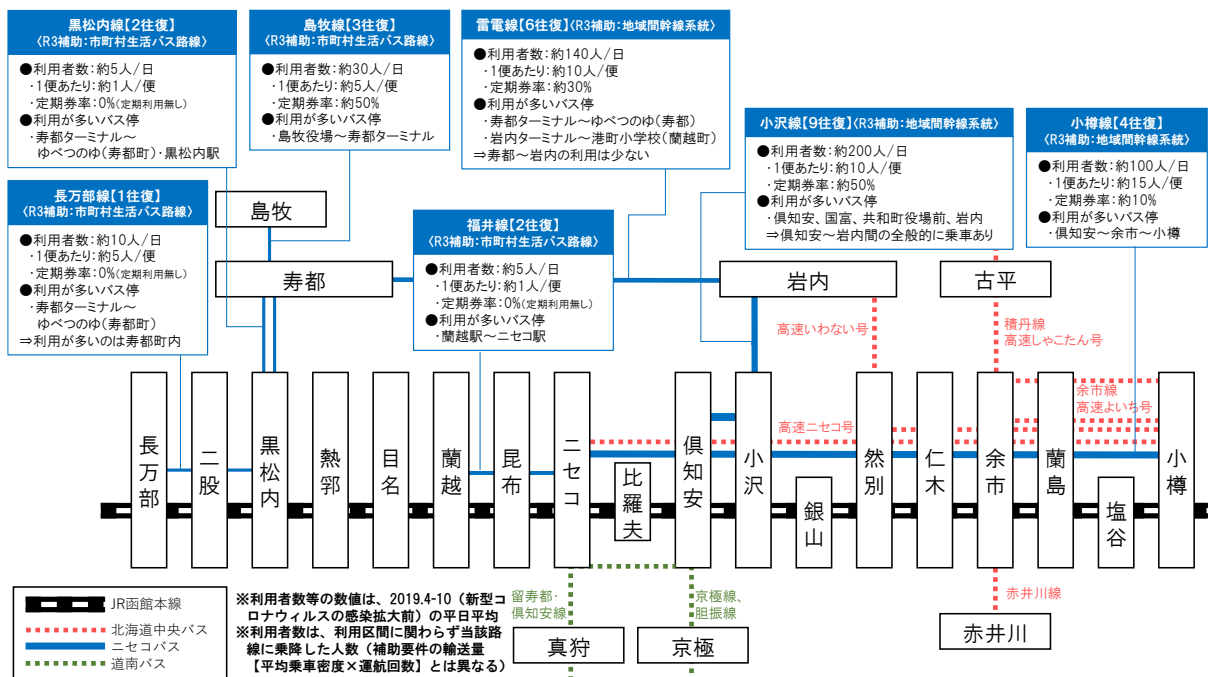 黒松内線【2往復】
〈R3補助：市町村生活バス路線〉
●利用者数：約5人/日
・1便あたり：約1人/便
・定期券率：0%(定期利用無し)
●利用が多いバス停
・寿都ターミナル～
ゆべつのゆ(寿都町)・黒松内駅
島牧線【3往復】
〈R3補助：市町村生活バス路線〉
●利用者数：約30人/日
・1便あたり：約5人/便
・定期券率：約50%
●利用が多いバス停
・島牧役場～寿都ターミナル
雷電線【6往復】〈R3補助：地域間幹線系統〉
●利用者数：約140人/日
・1便あたり：約10人/便
・定期券率：約30%
●利用が多いバス停
・寿都ターミナル～ゆべつのゆ(寿都)
・岩内ターミナル～港町小学校(蘭越町)
⇒寿都～岩内の利用は少ない
小沢線【9往復】〈R3補助：地域間幹線系統〉
●利用者数：約200人/日
・1便あたり：約10人/便
・定期券率：約50%
●利用が多いバス停
・倶知安、国富、共和町役場前、岩内
⇒倶知安～岩内間の全般的に乗車あり
小樽線【4往復】
〈R3補助：地域間幹線系統〉
●利用者数：約100人/日
・1便あたり：約15人/便
・定期券率：約10%
●利用が多いバス停
・倶知安～余市～小樽
長万部線【1往復】
〈R3補助：市町村生活バス路線〉
●利用者数：約10人/日
・1便あたり：約5人/便
・定期券率：0%(定期利用無し)
●利用が多いバス停
・寿都ターミナル～
ゆべつのゆ(寿都町)
⇒利用が多いのは寿都町内
福井線【2往復】
〈R3補助：市町村生活バス路線〉
●利用者数：約5人/日
・1便あたり：約1人/便
・定期券率：0%(定期利用無し)
●利用が多いバス停
・蘭越駅～ニセコ駅
島牧
寿都
岩内
古平
高速いわない号
積丹線
高速しゃこたん号
余市線
高速よいち号
高速ニセコ号
長万部
二股
黒松内
熱郛
目名
蘭越
昆布
ニセコ
比羅夫
倶知安
小沢
銀山
然別
仁木
余市
蘭島
塩谷
小樽
JR函館本線
北海道中央バス
ニセコバス
道南バス
※利用者数等の数値は、2019.4-10（新型コ
ロナウィルスの感染拡大前）の平日平均
※利用者数は、利用区間に関わらず当該路
線に乗降した人数（補助要件の輸送量
【平均乗車密度×運航回数】とは異なる）
留寿都・
倶知安線
京極線、
胆振線
赤井川線
真狩
京極
赤井川